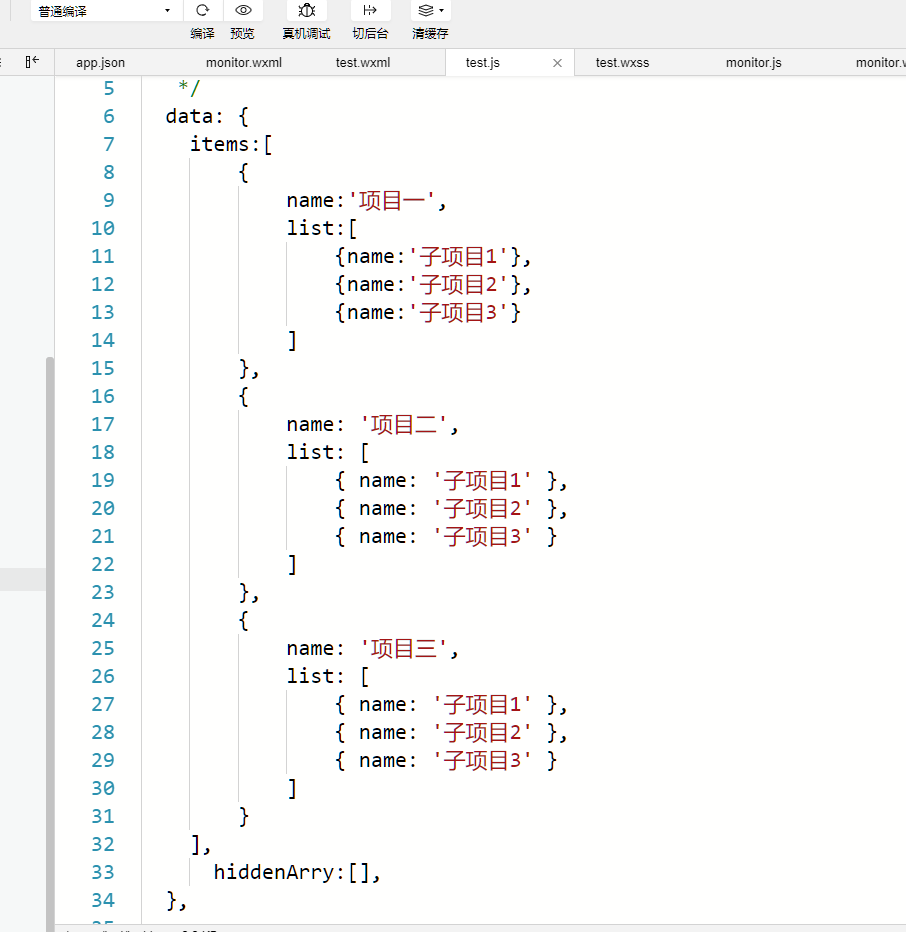 普通编译
编译 预览 真机调试 切后台 清缓存
app.json monitor.wxml test.wxml test.js test.wxss monitor.js monitor.w
5 */
6 data: {
7 items:[
8 {
9 name:'项目一',
10 list:[
11 {name:'子项目1'},
12 {name:'子项目2'},
13 {name:'子项目3'}
14 ]
15 },
16 {
17 name: '项目二',
18 list: [
19 { name: '子项目1' },
20 { name: '子项目2' },
21 { name: '子项目3' }
22 ]
23 },
24 {
25 name: '项目三',
26 list: [
27 { name: '子项目1' },
28 { name: '子项目2' },
29 { name: '子项目3' }
30 ]
31 }
32 ],
33 hiddenArry:[],
34 },